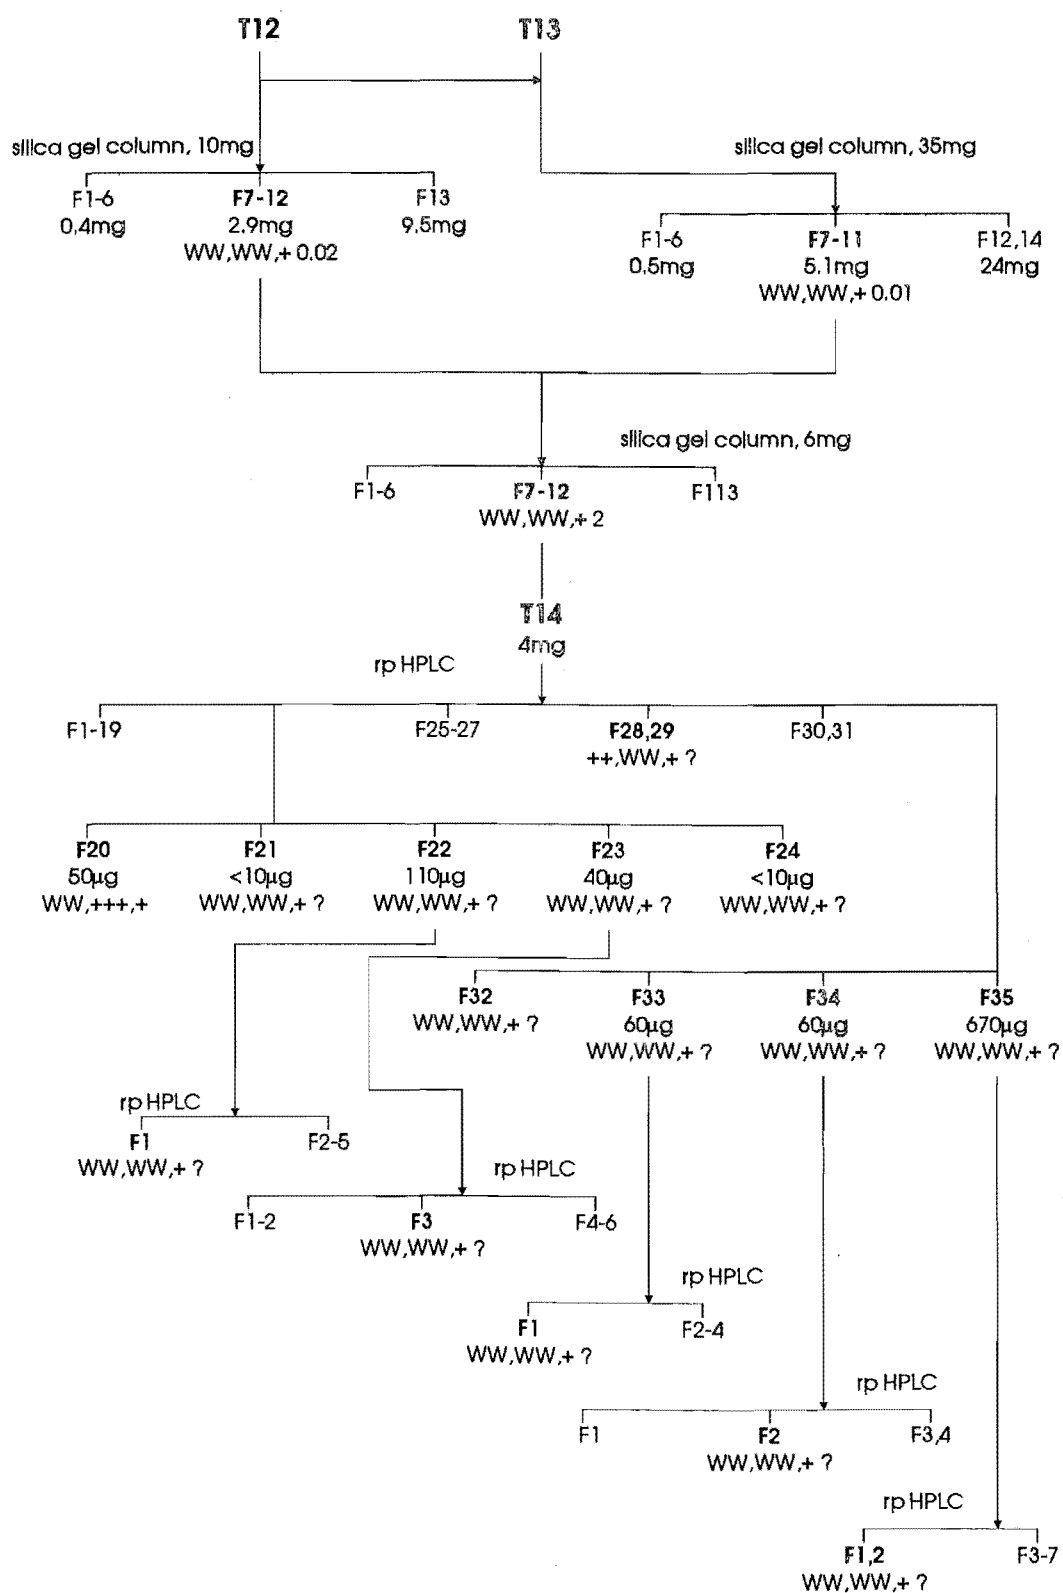 T12 T13
silica gel column, 10mg
silica gel column, 35mg
F1-6 F7-12 F13
0,4mg 2.9mg 9.5mg
WW,WW,+ 0.02
F1-6 F7-11 F12,14
0,5mg 5.1mg 24mg
WW,WW,+ 0.01
silica gel column, 6mg
F1-6 F7-12 F113
WW,WW,+ 2
T14
4mg
rp HPLC
F1-19 F25-27 F28,29 F30,31
++,WW,+ ?
F20 F21 F22 F23 F24
50µg <10µg 110µg 40µg <10µg
WW,+++,+ WW,WW,+ ? WW,WW,+ ? WW,WW,+ ? WW,WW,+ ?
F32 F33 F34 F35
60µg 60µg 670µg
WW,WW,+ ? WW,WW,+ ? WW,WW,+ ? WW,WW,+ ?
rp HPLC
F1 F2-5
WW,WW,+ ?
rp HPLC
F1-2 F3 F4-6
WW,WW,+ ?
rp HPLC
F1 F2-4
WW,WW,+ ?
rp HPLC
F1 F2 F3,4
WW,WW,+ ?
rp HPLC
F1,2 F3-7
WW,WW,+ ?